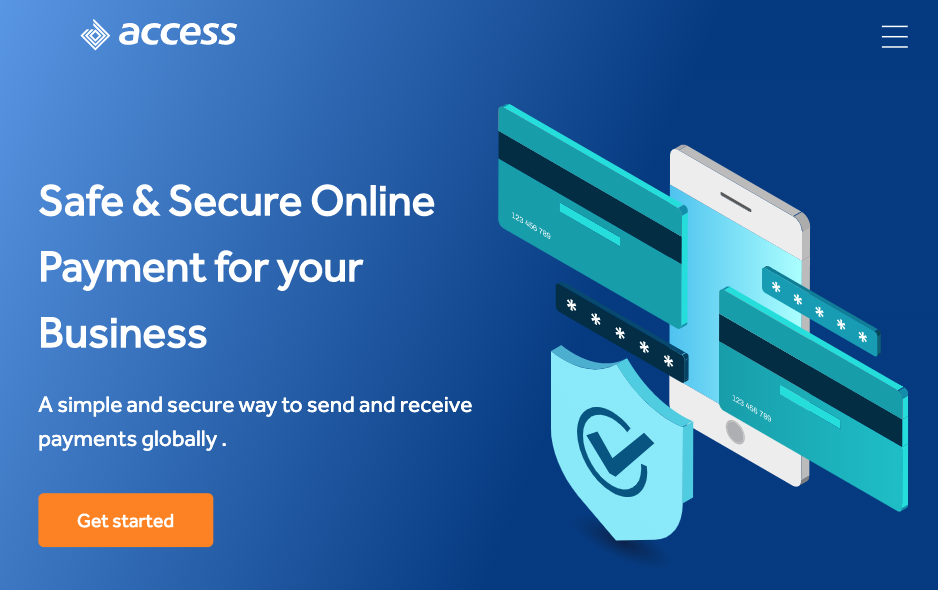 access
Safe & Secure Online
Payment for your
Business
A simple and secure way to send and receive
payments globally .
Get started
123 456 789
* * * * *
* * * * *
123 456 789